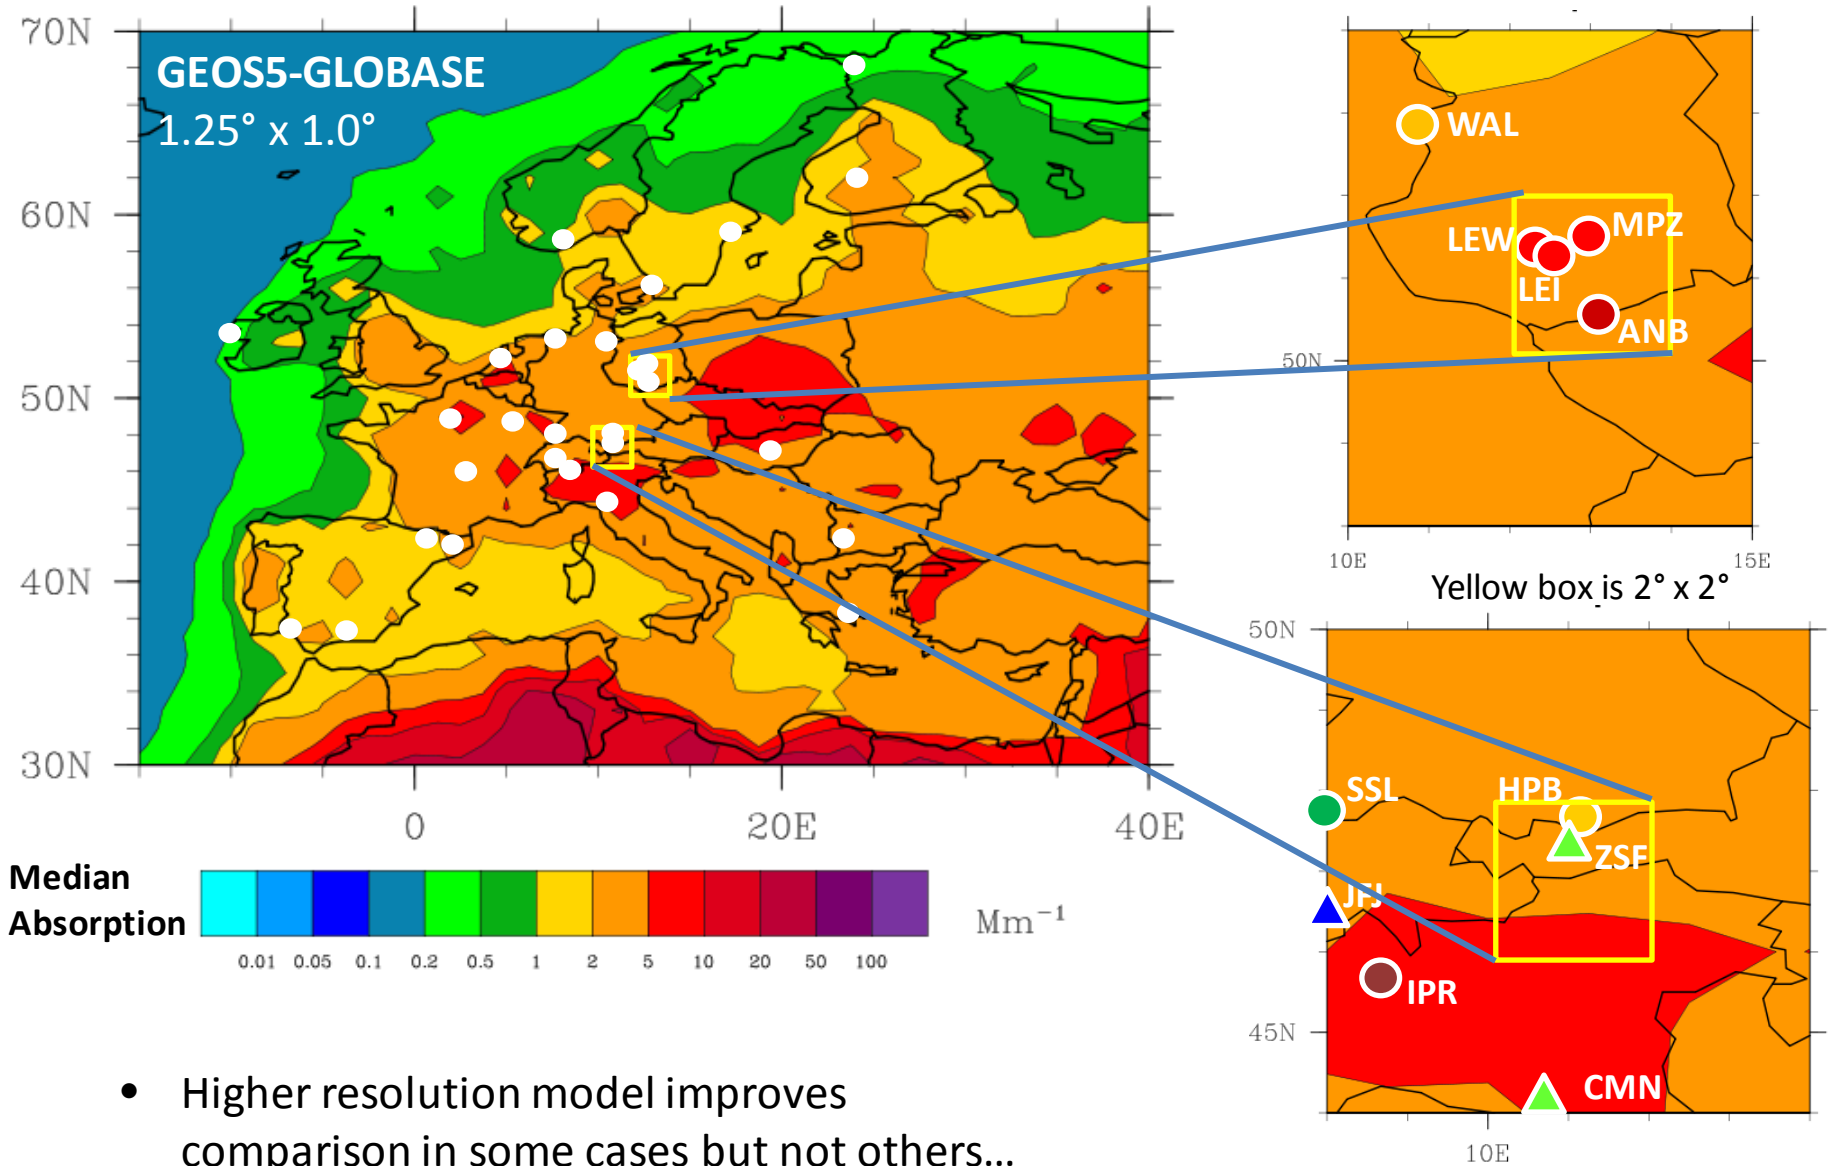 GEOS5-GLOBASE
1.25° x 1.0°
70N
60N
50N
40N
30N
0
20E
40E
Median
Absorption
0.01 0.05 0.1 0.2 0.5 1 2 5 10 20 50 100
Mm⁻¹
• Higher resolution model improves
comparison in some cases but not others…
WAL
LEW
MPZ
LEI
ANB
50N
10E
15E
Yellow box is 2° x 2°
50N
SSL
HPB
ZSF
JFJ
IPR
45N
CMN
10E